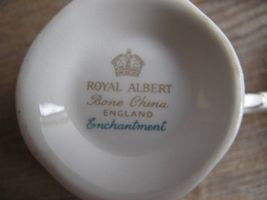 ROYAL ALBERT
Bone China
ENGLAND
Enchantment